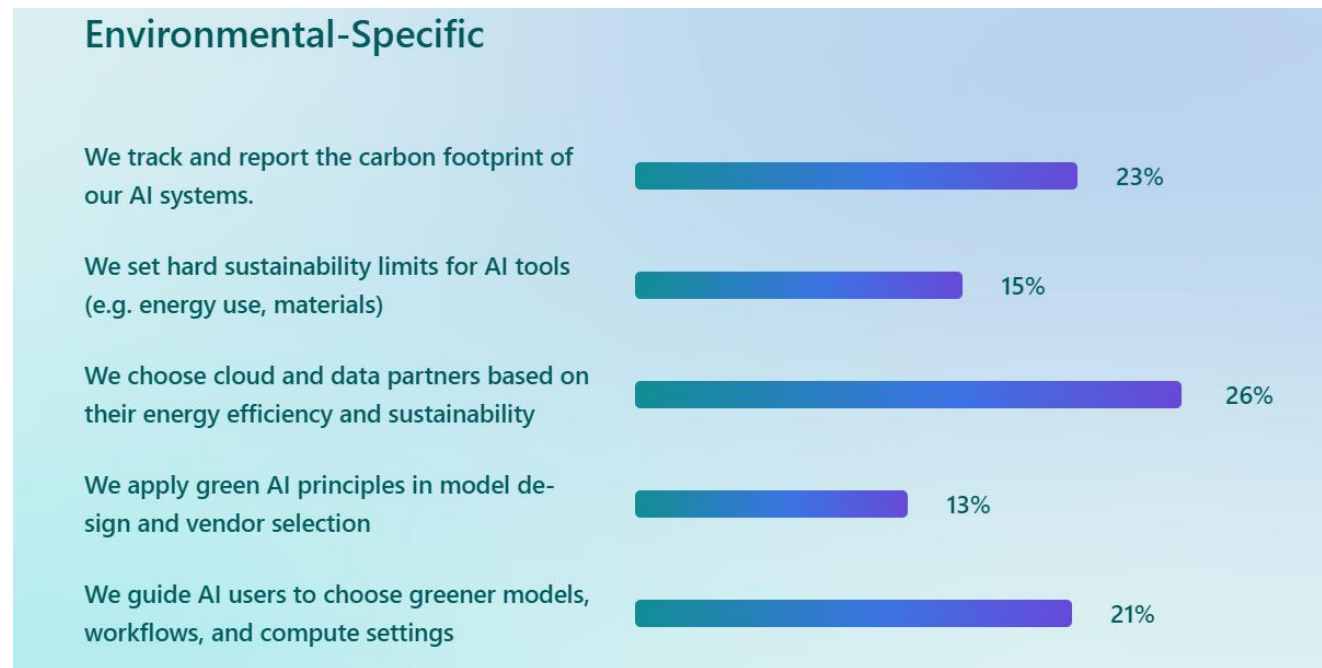 Environmental-Specific
We track and report the carbon footprint of
our AI systems.
23%
We set hard sustainability limits for AI tools
(e.g. energy use, materials)
15%
We choose cloud and data partners based on
their energy efficiency and sustainability
26%
We apply green AI principles in model de-
sign and vendor selection
13%
We guide AI users to choose greener models,
workflows, and compute settings
21%